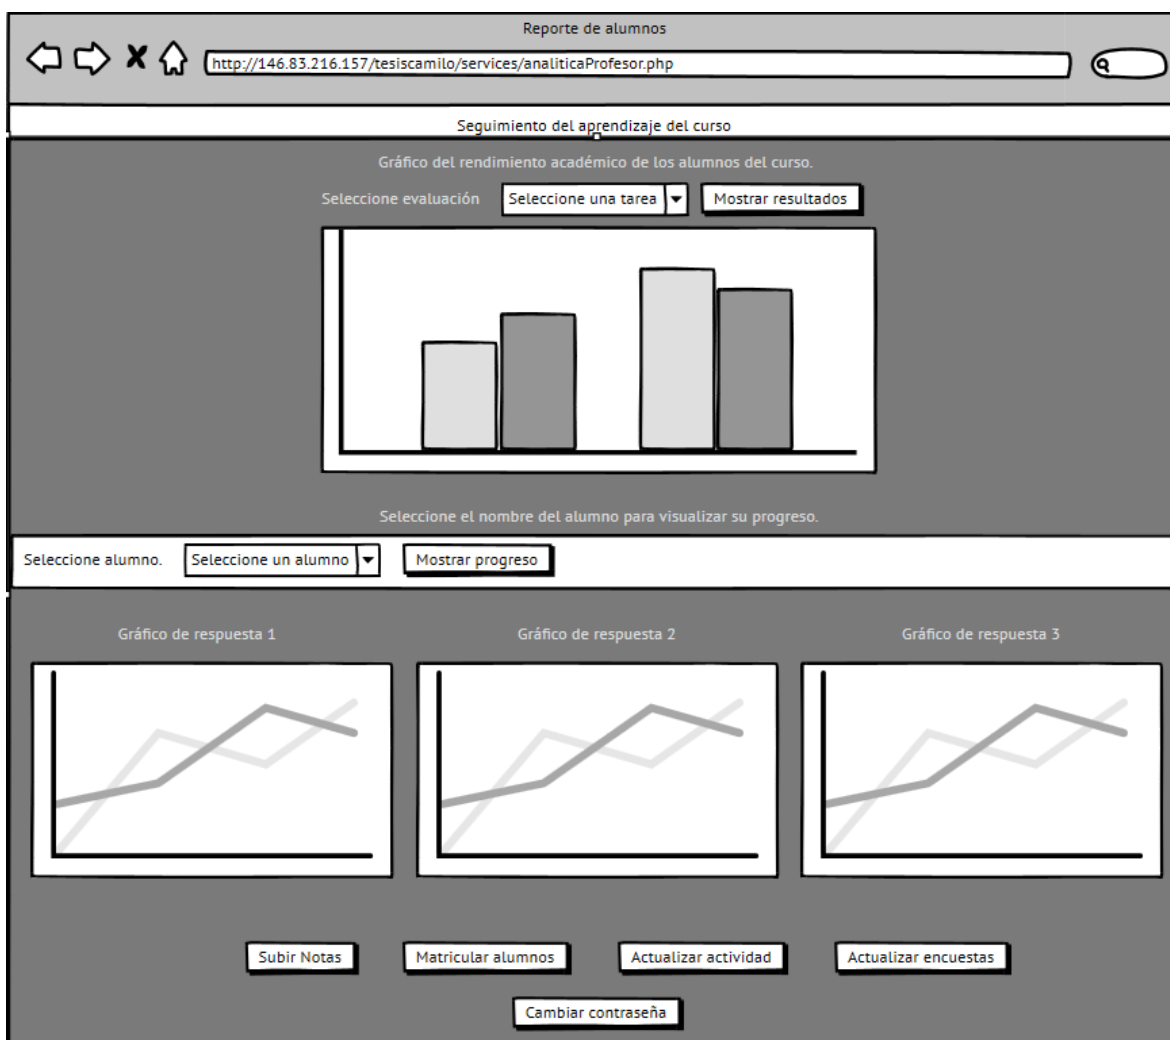 Reporte de alumnos
http://146.83.216.157/tesiscamilo/services/analiticaProfesor.php
Seguimiento del aprendizaje del curso
Gráfico del rendimiento académico de los alumnos del curso.
Seleccione evaluación Seleccione una tarea Mostrar resultados
Seleccione el nombre del alumno para visualizar su progreso.
Seleccione alumno. Seleccione un alumno Mostrar progreso
Gráfico de respuesta 1 Gráfico de respuesta 2 Gráfico de respuesta 3
Subir Notas Matricular alumnos Actualizar actividad Actualizar encuestas
Cambiar contraseña